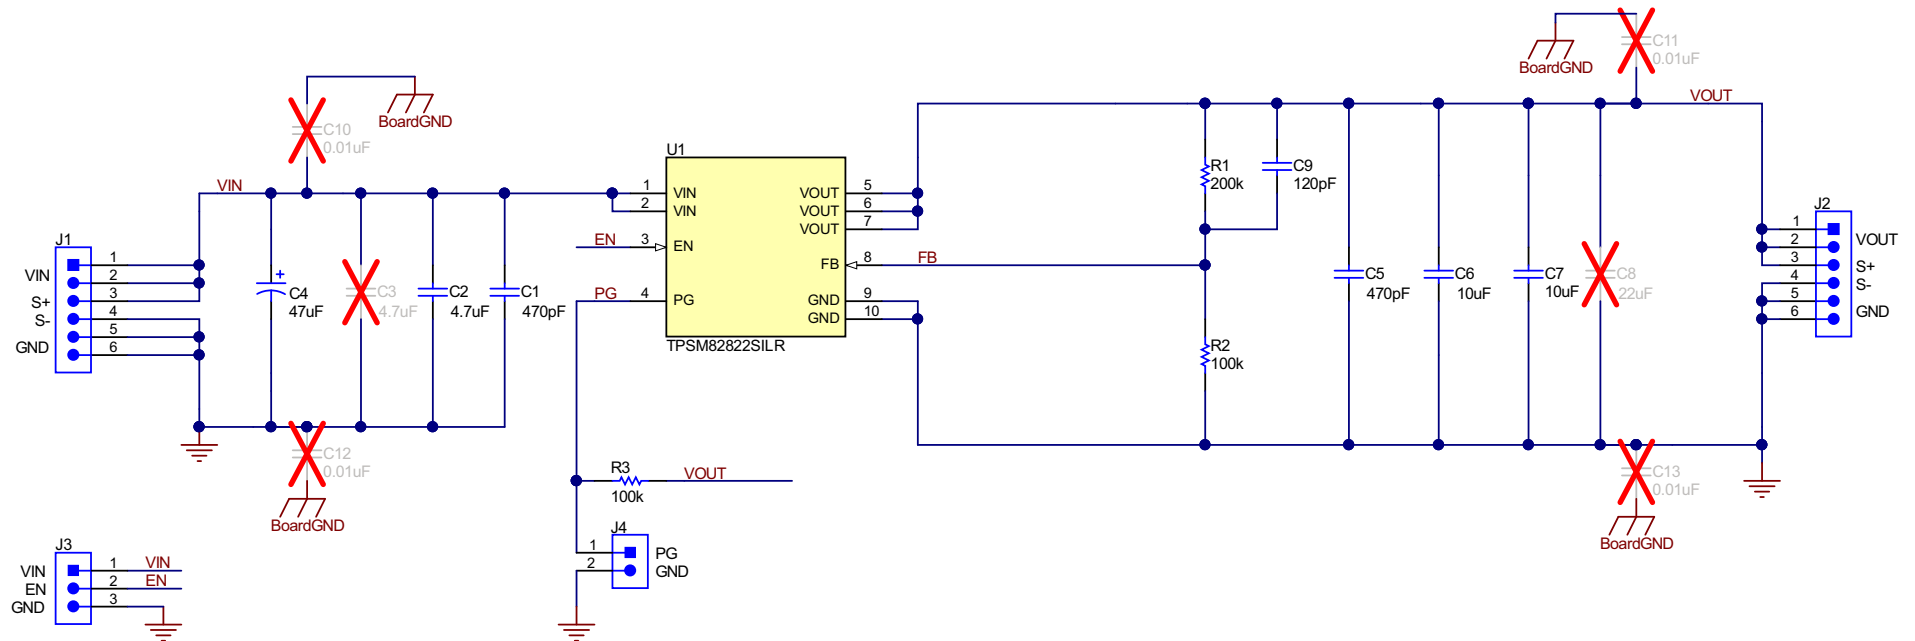 C11
0.01uF
BoardGND
VOUT
C10
0.01uF
BoardGND
U1
R1
200k
C9
120pF
VIN
1 VIN
2 VIN
EN 3 EN
PG 4 PG
VOUT 5
VOUT 6
VOUT 7
FB 8 FB
GND 9
GND 10
TPSM82822SILR
J1
VIN
S+
S-
GND
1
2
3
4
5
6
+
C4
47uF
C3
4.7uF
C2
4.7uF
C1
470pF
C5
470pF
C6
10uF
C7
10uF
C8
22uF
J2
1
2
3
4
5
6
VOUT
S+
S-
GND
R2
100k
C12
0.01uF
BoardGND
R3
100k
VOUT
C13
0.01uF
BoardGND
J4
1 PG
2 GND
J3
VIN 1 VIN
EN 2 EN
GND 3